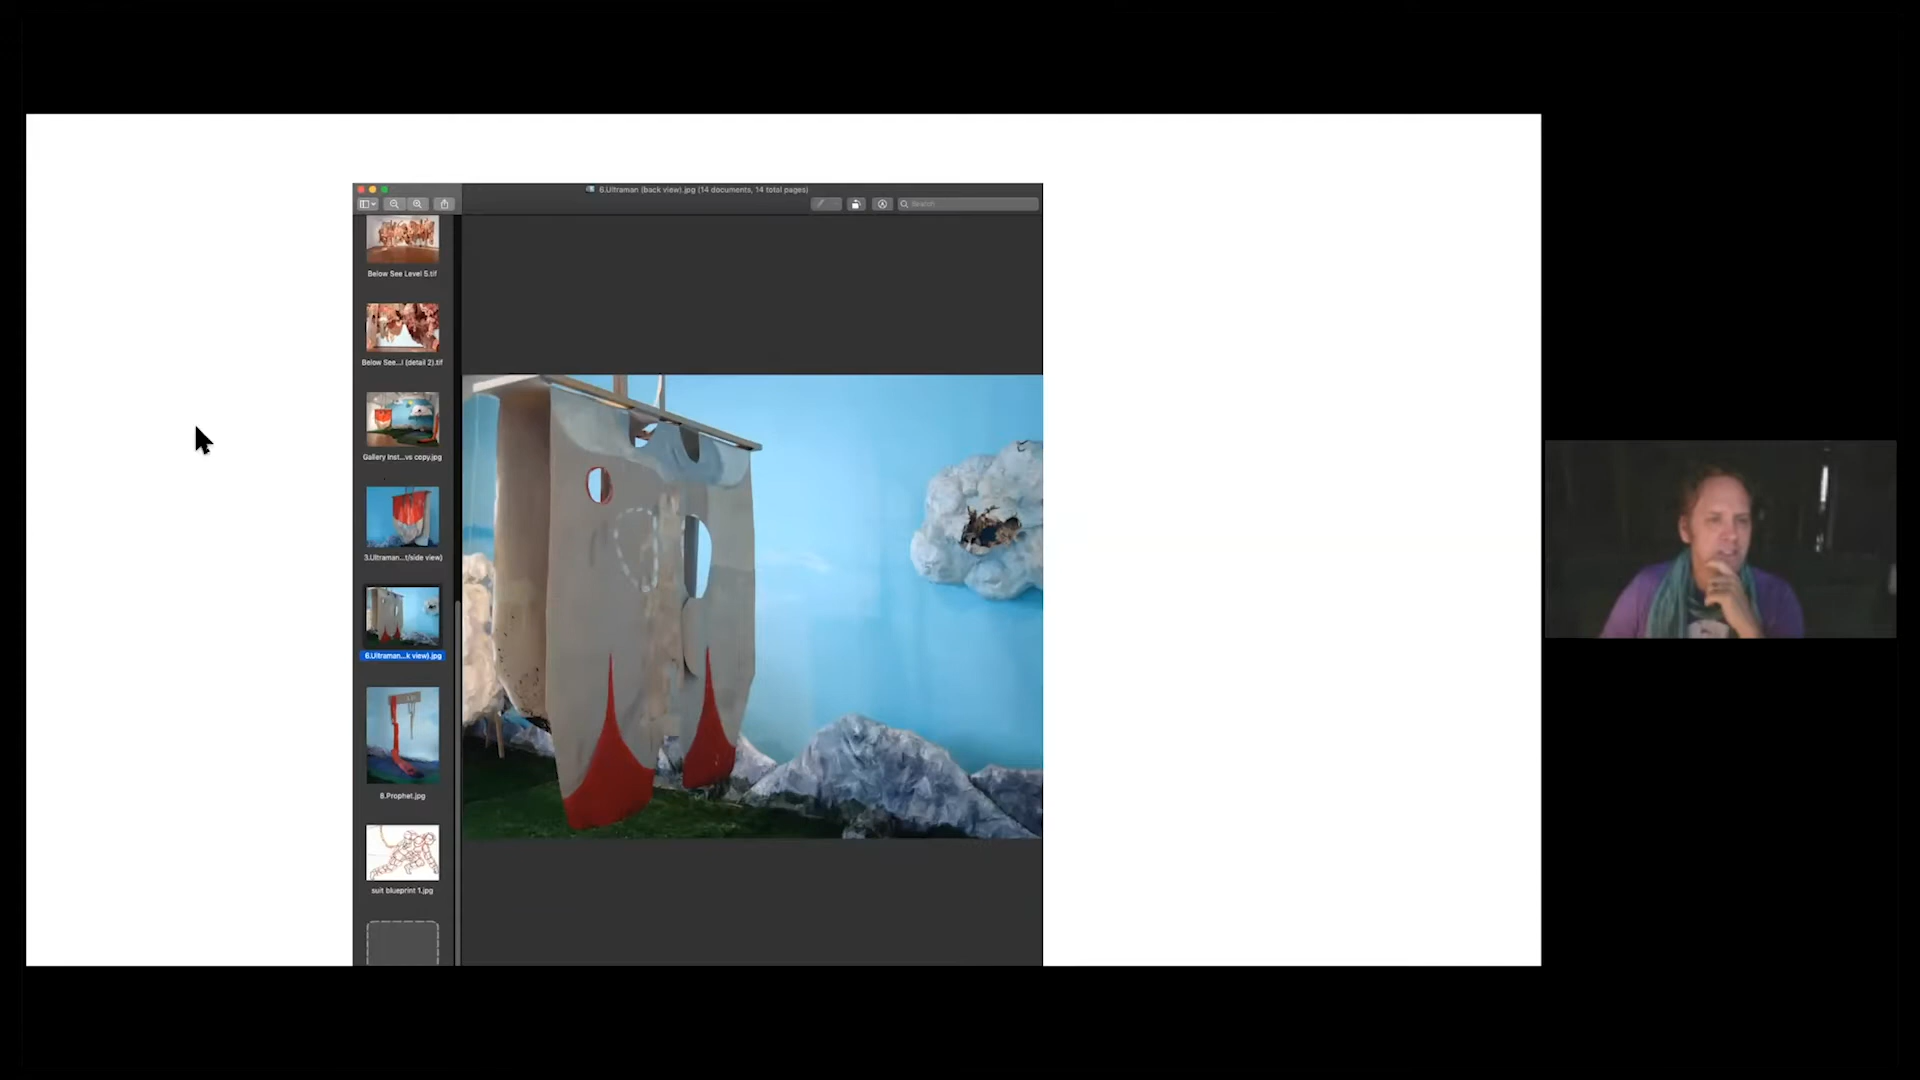 6.Ultraman (back view).jpg (14 documents, 14 total pages)
Search
Below See Level 5.tif
Below See...l (detail 2).tif
Gallery Inst...vs copy.jpg
3.Ultraman...t/side view)
6.Ultraman...k view).jpg
8.Prophet.jpg
suit blueprint 1.jpg